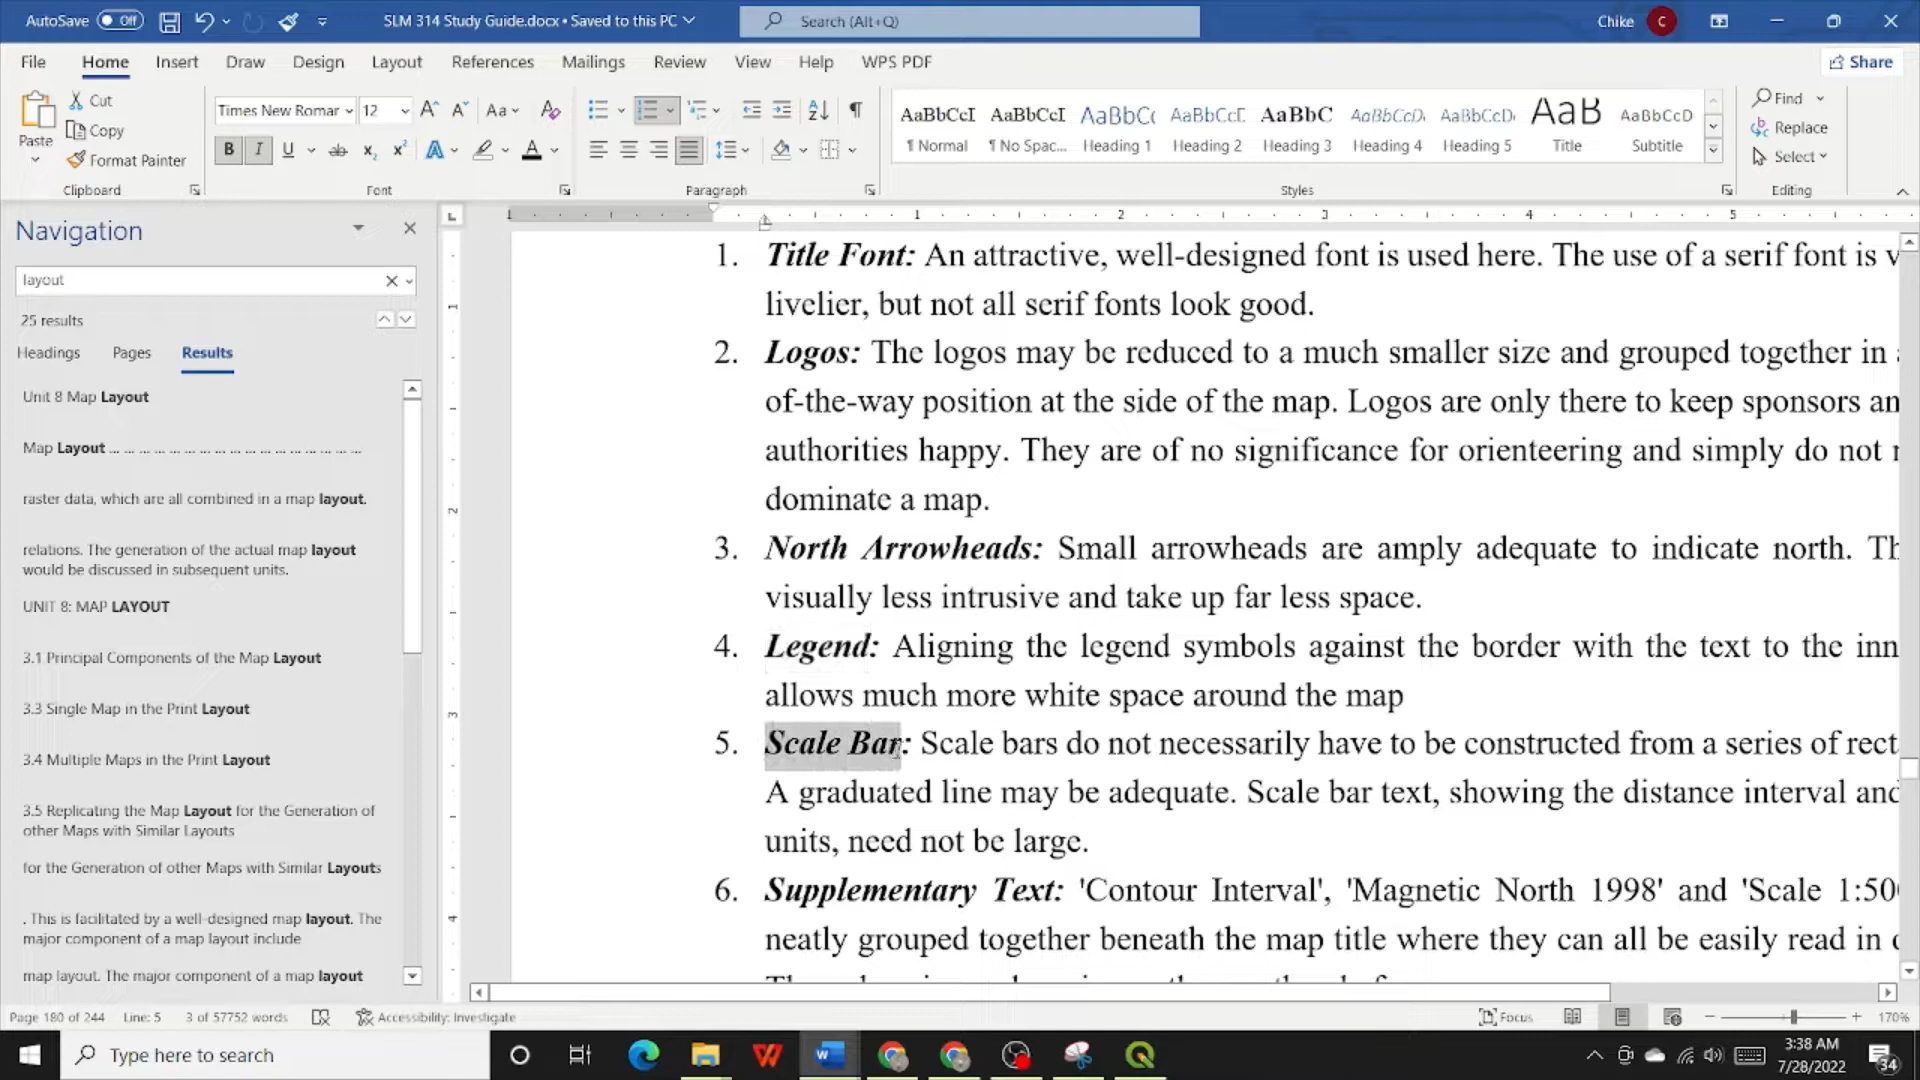 AutoSave Off SLM 314 Study Guide.docx • Saved to this PC Search (Alt+Q) Chike C
File Home Insert Draw Design Layout References Mailings Review View Help WPS PDF Share
Paste Cut Copy Format Painter Clipboard
Times New Romar 12 Aa
B I U ab x₂ x² A A
Font
Paragraph
AaBbCcI AaBbCcI AaBbC AaBbCcE AaBbC AaBbCcD AaBbCcD AaB AaBbCcD
¶ Normal ¶ No Spac... Heading 1 Heading 2 Heading 3 Heading 4 Heading 5 Title Subtitle
Styles
Find Replace Select Editing
Navigation
layout
25 results
Headings Pages Results
Unit 8 Map Layout
Map Layout
raster data, which are all combined in a map layout.
relations. The generation of the actual map layout
would be discussed in subsequent units.
UNIT 8: MAP LAYOUT
3.1 Principal Components of the Map Layout
3.3 Single Map in the Print Layout
3.4 Multiple Maps in the Print Layout
3.5 Replicating the Map Layout for the Generation of
other Maps with Similar Layouts
for the Generation of other Maps with Similar Layouts
. This is facilitated by a well-designed map layout. The
major component of a map layout include
map layout. The major component of a map layout
1 1 2 3 4 5
1 2 3 4
1. Title Font: An attractive, well-designed font is used here. The use of a serif font is v
livelier, but not all serif fonts look good.
2. Logos: The logos may be reduced to a much smaller size and grouped together in
of-the-way position at the side of the map. Logos are only there to keep sponsors an
authorities happy. They are of no significance for orienteering and simply do not
dominate a map.
3. North Arrowheads: Small arrowheads are amply adequate to indicate north. Th
visually less intrusive and take up far less space.
4. Legend: Aligning the legend symbols against the border with the text to the inn
allows much more white space around the map
5. Scale Bar: Scale bars do not necessarily have to be constructed from a series of rect
A graduated line may be adequate. Scale bar text, showing the distance interval and
units, need not be large.
6. Supplementary Text: 'Contour Interval', 'Magnetic North 1998' and 'Scale 1:50
neatly grouped together beneath the map title where they can all be easily read in
Page 180 of 244 Line: 5 3 of 57752 words Accessibility: Investigate Focus 170%
Type here to search
3:38 AM
7/28/2022
34